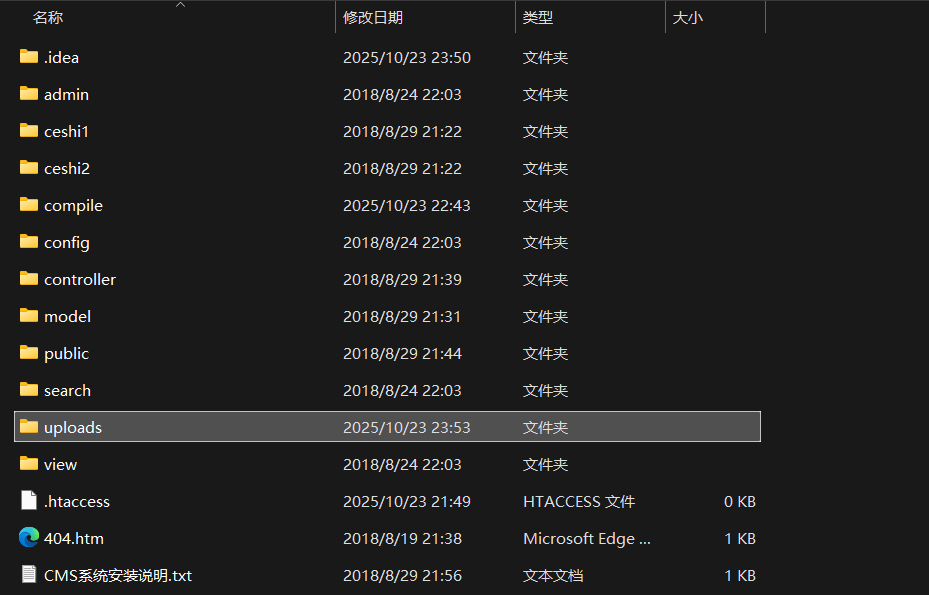 名称 修改日期 类型 大小
.idea 2025/10/23 23:50 文件夹
admin 2018/8/24 22:03 文件夹
ceshi1 2018/8/29 21:22 文件夹
ceshi2 2018/8/29 21:22 文件夹
compile 2025/10/23 22:43 文件夹
config 2018/8/24 22:03 文件夹
controller 2018/8/29 21:39 文件夹
model 2018/8/29 21:31 文件夹
public 2018/8/29 21:44 文件夹
search 2018/8/24 22:03 文件夹
uploads 2025/10/23 23:53 文件夹
view 2018/8/24 22:03 文件夹
.htaccess 2025/10/23 21:49 HTACCESS 文件 0 KB
404.htm 2018/8/19 21:38 Microsoft Edge ... 1 KB
CMS系统安装说明.txt 2018/8/29 21:56 文本文档 1 KB